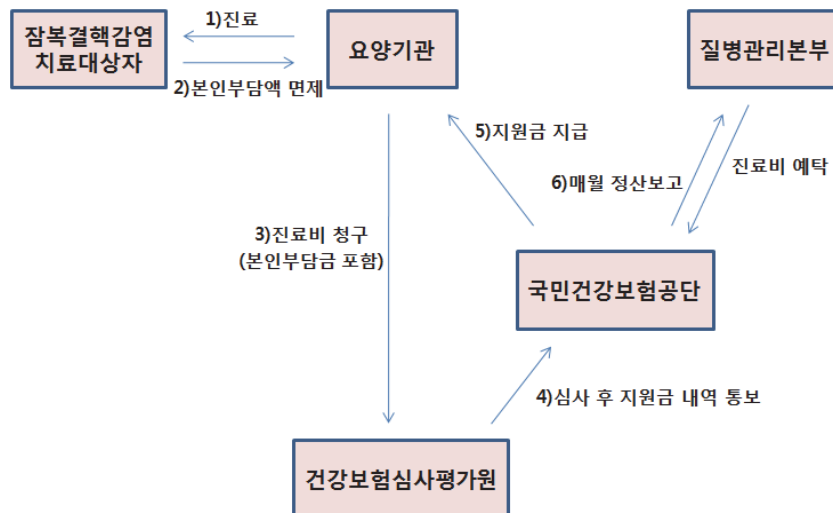 1)진료
잠복결핵감염
치료대상자
요양기관
질병관리본부
2)본인부담액 면제
5)지원금 지급
6)매월 정산보고
진료비 예탁
3)진료비 청구
(본인부담금 포함)
국민건강보험공단
4)심사 후 지원금 내역 통보
건강보험심사평가원